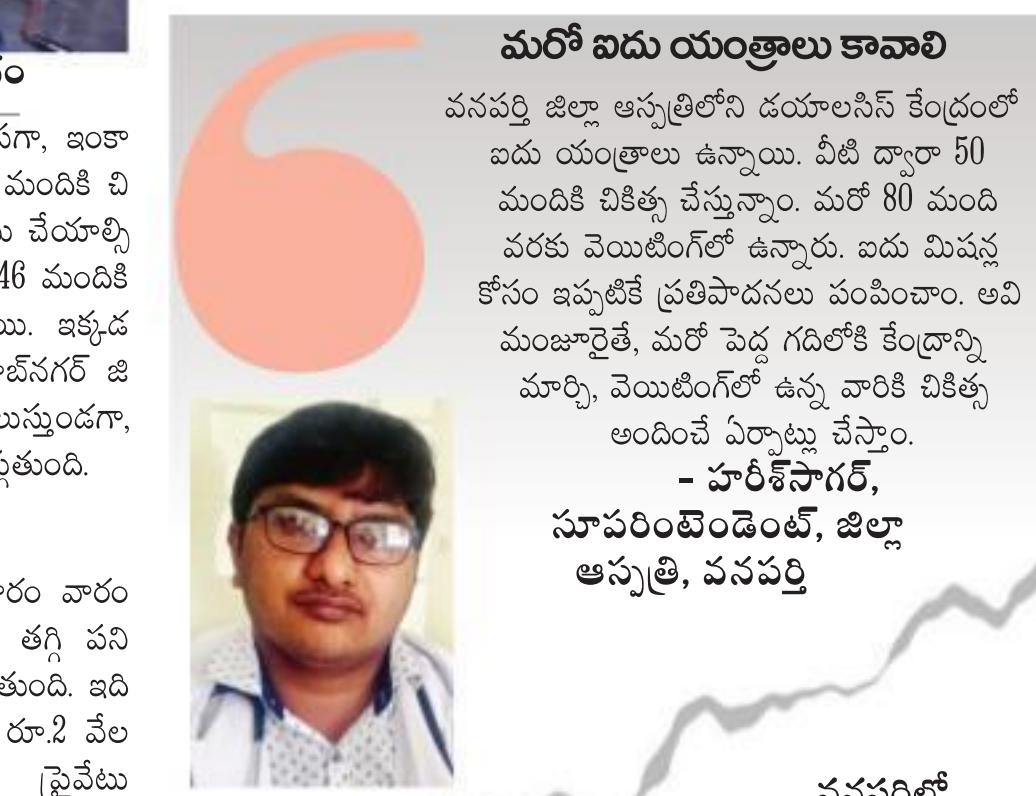 సగా, ఇంకా
మందికి చి
చేయాల్సి
46 మందికి
యి. ఇక్కడ
బ్‌నగర్ జి
లుస్తుండగా,
వారం
తగ్గి పని
తుంది. ఇది
రూ.2 వేల
ప్రైవేటు
మరో ఐదు యంత్రాలు కావాలి
వనపర్తి జిల్లా ఆస్పత్రిలోని డయాలసిస్ కేంద్రంలో
ఐదు యంత్రాలు ఉన్నాయి. వీటి ద్వారా 50
మందికి చికిత్స చేస్తున్నాం. మరో 80 మంది
వరకు వెయిటింగ్‌లో ఉన్నారు. ఐదు మిషన్ల
కోసం ఇప్పటికే ప్రతిపాదనలు పంపించాం. అవి
మంజూరైతే, మరో పెద్ద గదిలోకి కేంద్రాన్ని
మార్చి, వెయిటింగ్‌లో ఉన్న వారికి చికిత్స
అందించే ఏర్పాట్లు చేస్తాం.
- హరీశ్‌సాగర్,
సూపరింటెండెంట్, జిల్లా
ఆస్పత్రి, వనపర్తి